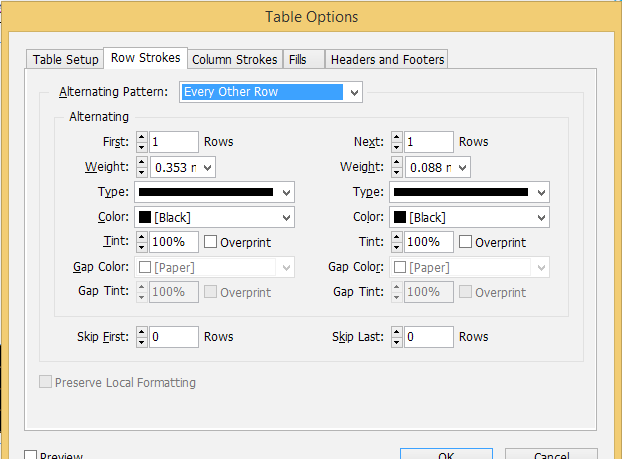 Table Options
Table Setup Row Strokes Column Strokes Fills Headers and Footers
Alternating Pattern: Every Other Row
Alternating
First: 1 Rows Next: 1 Rows
Weight: 0.353 r Weight: 0.088 r
Type: Type:
Color: [Black] Color: [Black]
Tint: 100% Overprint Tint: 100% Overprint
Gap Color: [Paper] Gap Color: [Paper]
Gap Tint: 100% Overprint Gap Tint: 100% Overprint
Skip First: 0 Rows Skip Last: 0 Rows
Preserve Local Formatting
Preview OK Cancel